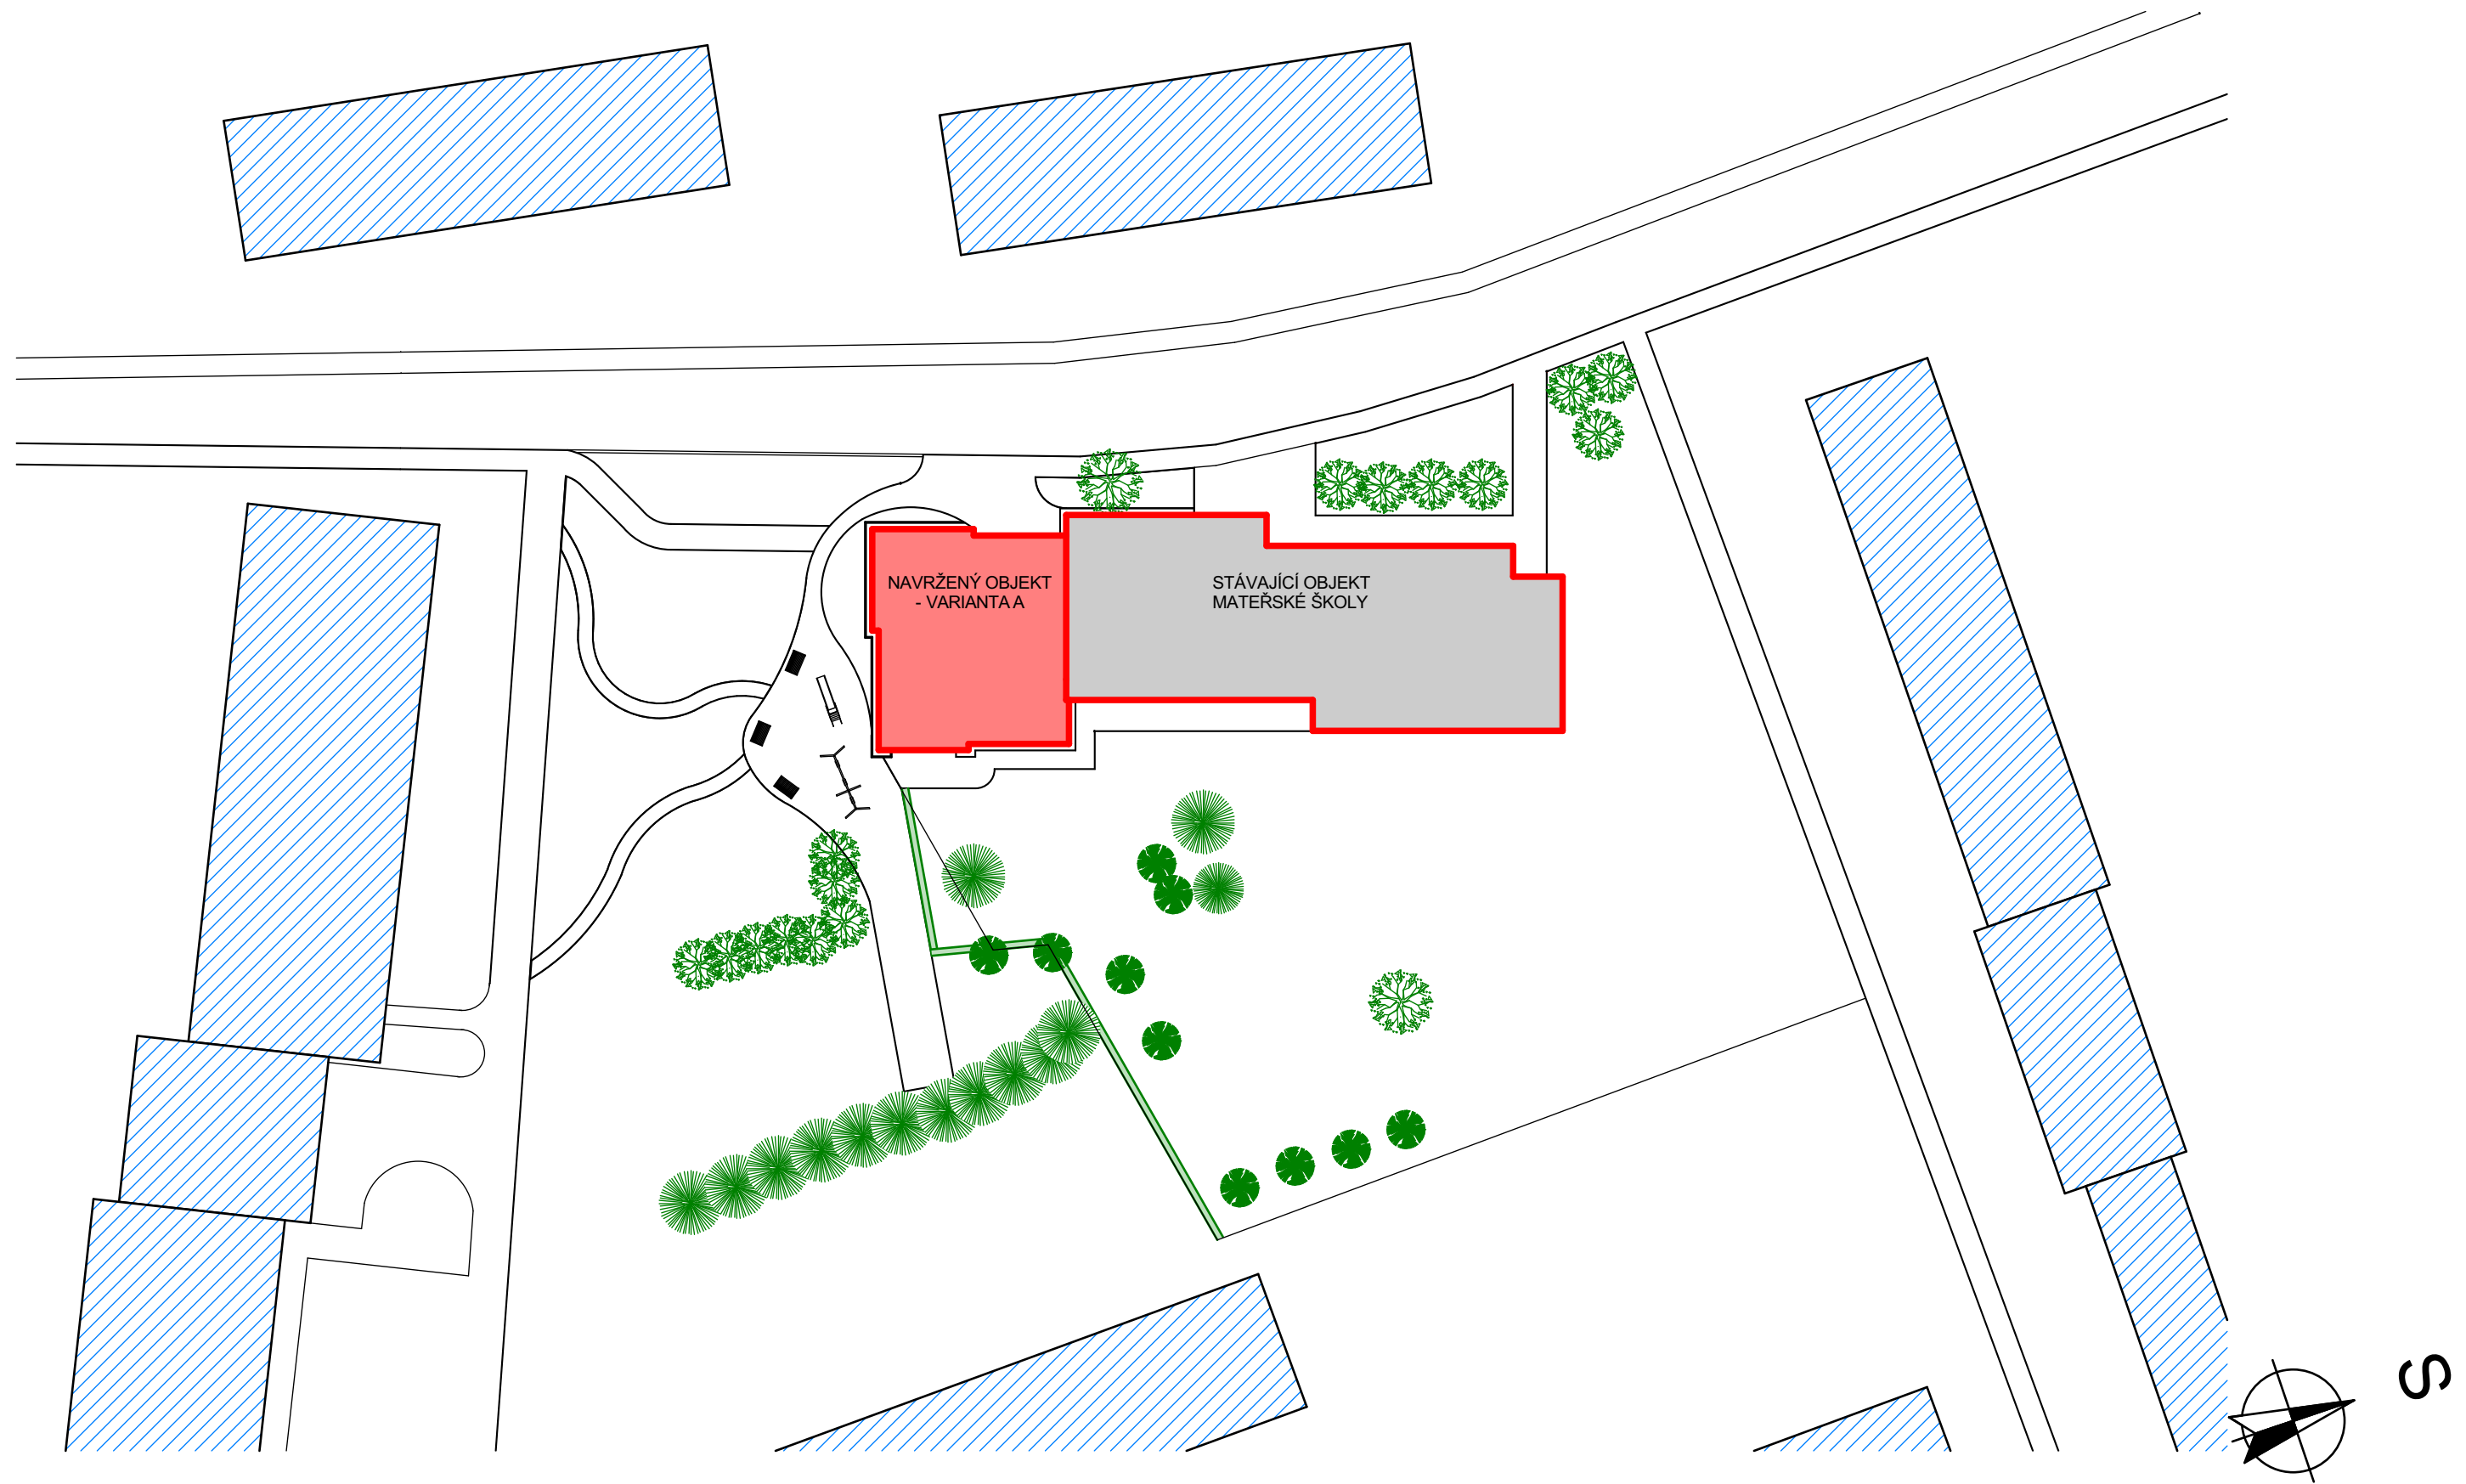 NAVRŽENÝ OBJEKT
- VARIANTA A
STÁVAJÍCÍ OBJEKT
MATEŘSKÉ ŠKOLY
S